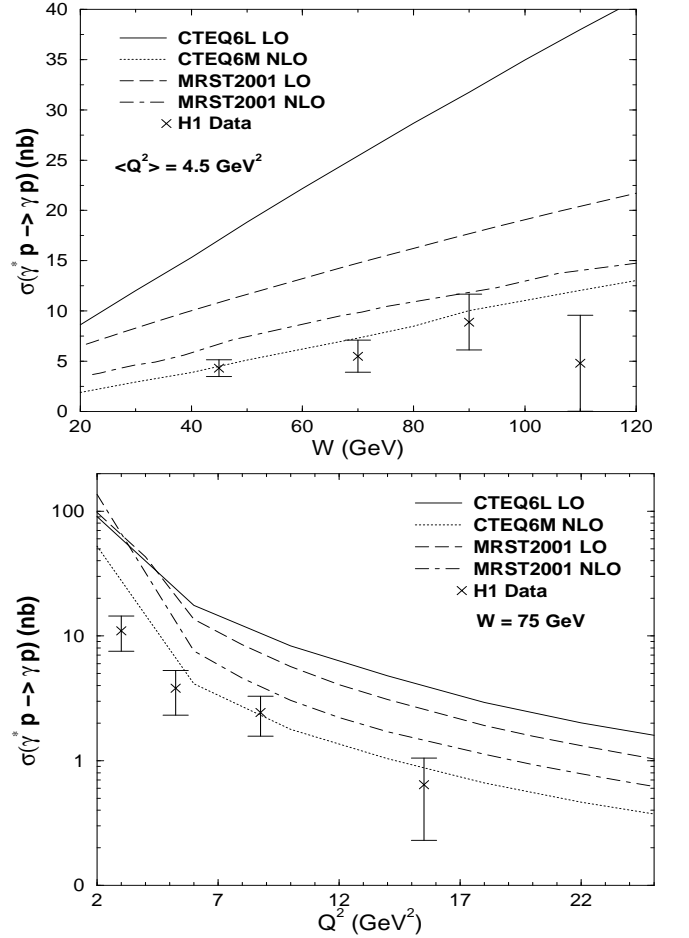 40
35
30
25
20
15
10
5
0
σ(γ* p −> γ p) (nb)
CTEQ6L LO
CTEQ6M NLO
MRST2001 LO
MRST2001 NLO
H1 Data
<Q²> = 4.5 GeV²
20 40 60 80 100 120
W (GeV)
100
10
1
0
σ(γ* p −> γ p) (nb)
CTEQ6L LO
CTEQ6M NLO
MRST2001 LO
MRST2001 NLO
H1 Data
W = 75 GeV
2 7 12 17 22
Q² (GeV²)